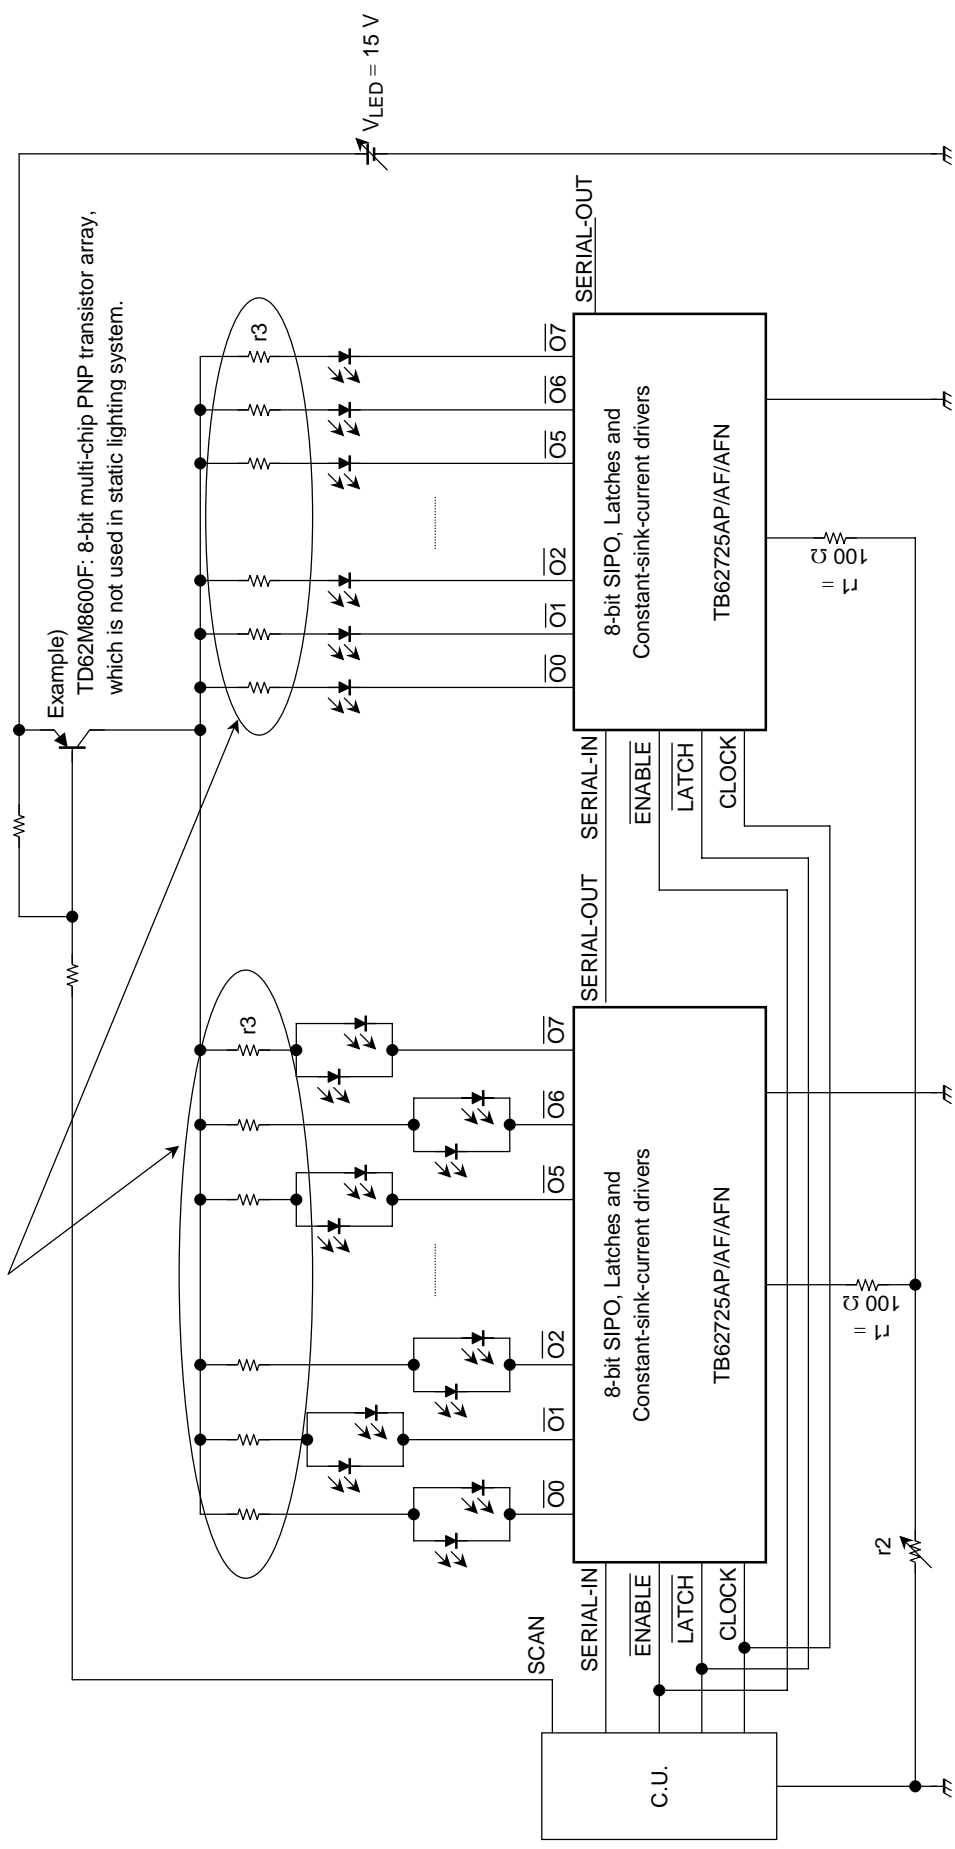 Example)
TD62M8600F: 8-bit multi-chip PNP transistor array,
which is not used in static lighting system.
VLED = 15 V
r3
r3
SCAN
C.U.
SERIAL-IN
ENABLE
LATCH
CLOCK
O0
O1
O2
O5
O6
O7
SERIAL-OUT
8-bit SIPO, Latches and
Constant-sink-current drivers
TB62725AP/AF/AFN
SERIAL-IN
ENABLE
LATCH
CLOCK
O0
O1
O2
O5
O6
O7
SERIAL-OUT
8-bit SIPO, Latches and
Constant-sink-current drivers
TB62725AP/AF/AFN
r1 =
100 Ω
r1 =
100 Ω
r2